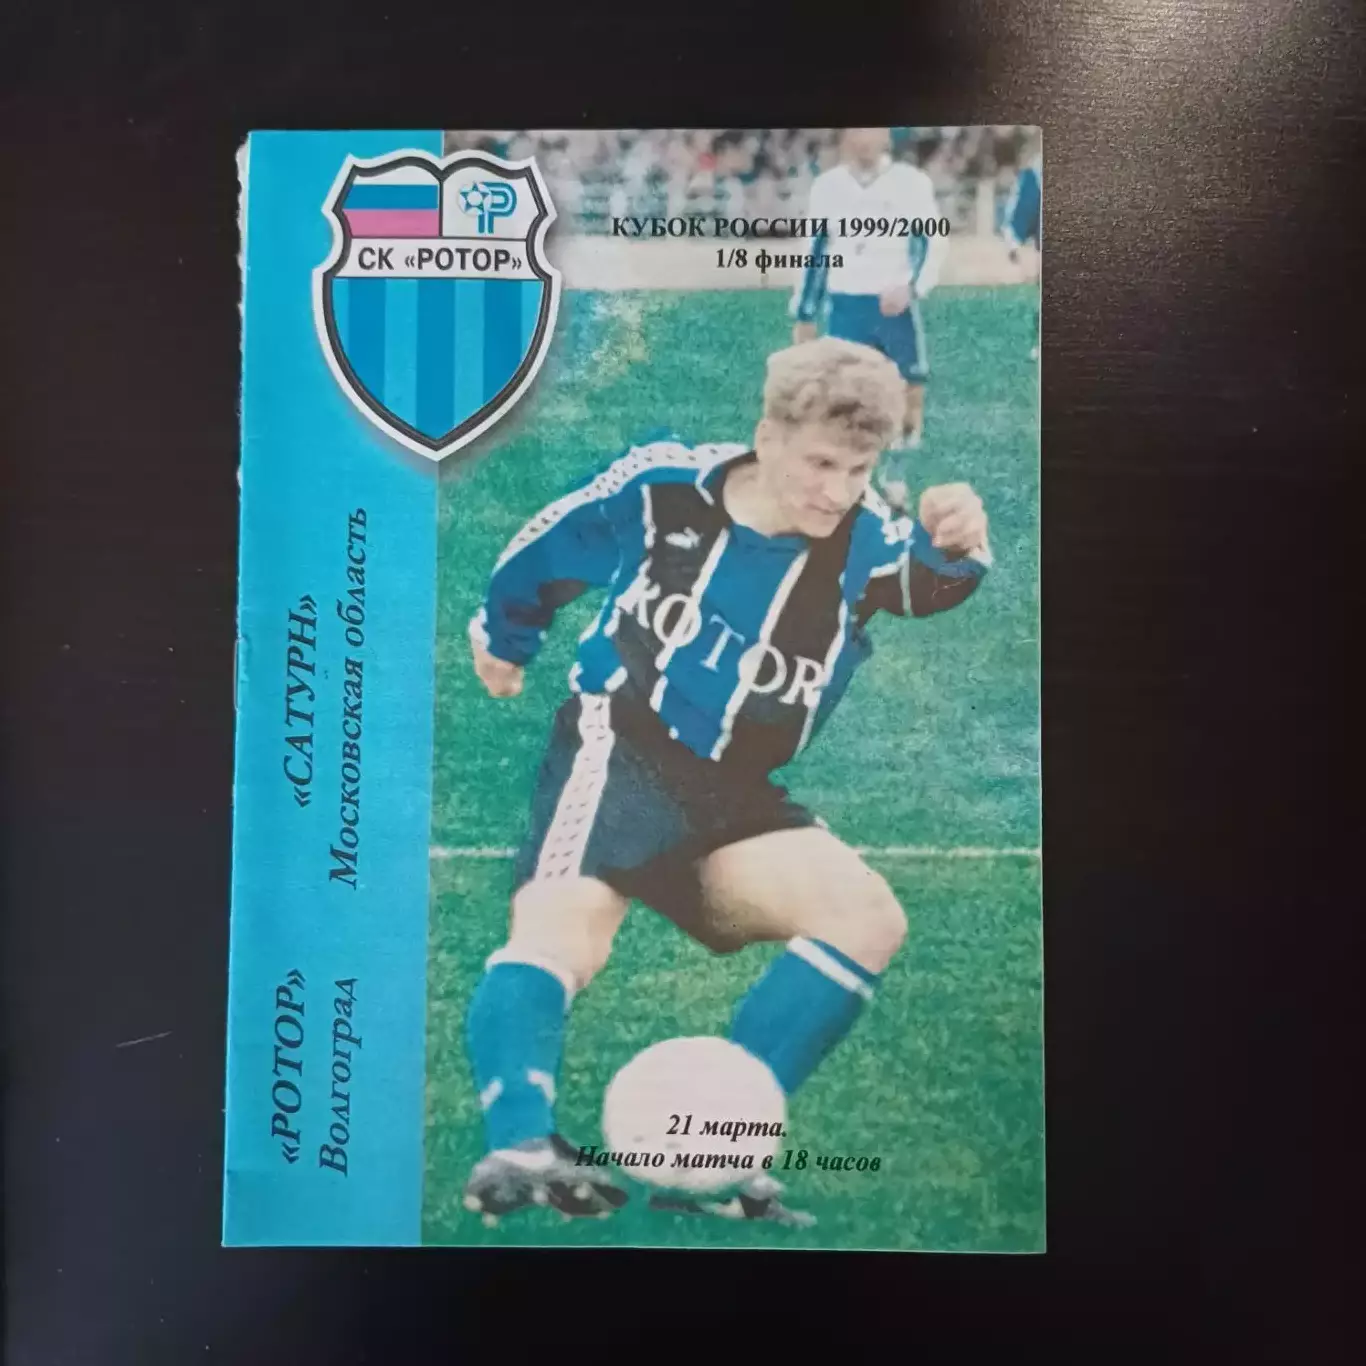 СК «РОТОР»
КУБОК РОССИИ 1999/2000
1/8 финала
«РОТОР»
Волгоград
«САТУРН»
Московская область
ROTOR
21 марта.
Начало матча в 18 часов